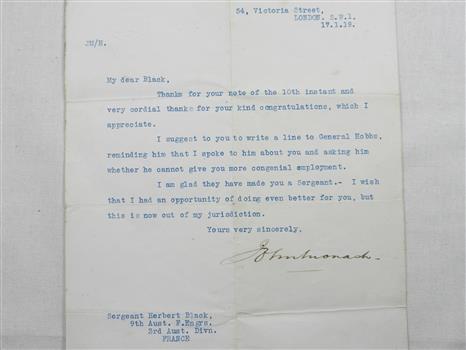 54, Victoria Street,
LONDON. S.W.1.
17.1.19.
JM/H.
My dear Black,
Thanks for your note of the 10th instant and
very cordial thanks for your kind congratulations, which I
appreciate.
I suggest to you to write a line to General Hobbs,
reminding him that I spoke to him about you and asking him
whether he cannot give you more congenial employment.
I am glad they have made you a Sergeant.- I wish
that I had an opportunity of doing even better for you, but
this is now out of my jurisdiction.
Yours very sincerely.
John Monash
Sergeant Herbert Black,
9th Aust. F.Engrs.
3rd Aust. Divn.
FRANCE